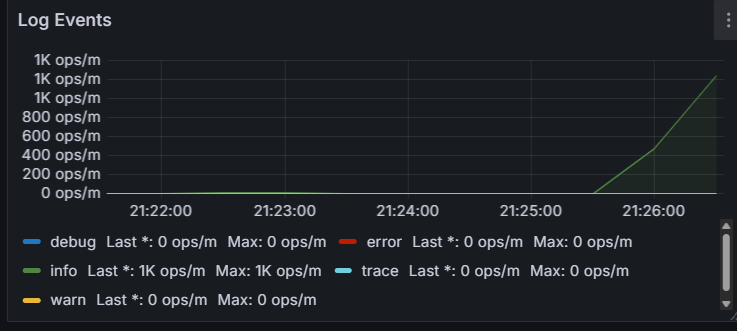 Log Events
1K ops/m
1K ops/m
1K ops/m
800 ops/m
600 ops/m
400 ops/m
200 ops/m
0 ops/m
21:22:00 21:23:00 21:24:00 21:25:00 21:26:00
debug Last *: 0 ops/m Max: 0 ops/m error Last *: 0 ops/m Max: 0 ops/m
info Last *: 1K ops/m Max: 1K ops/m trace Last *: 0 ops/m Max: 0 ops/m
warn Last *: 0 ops/m Max: 0 ops/m